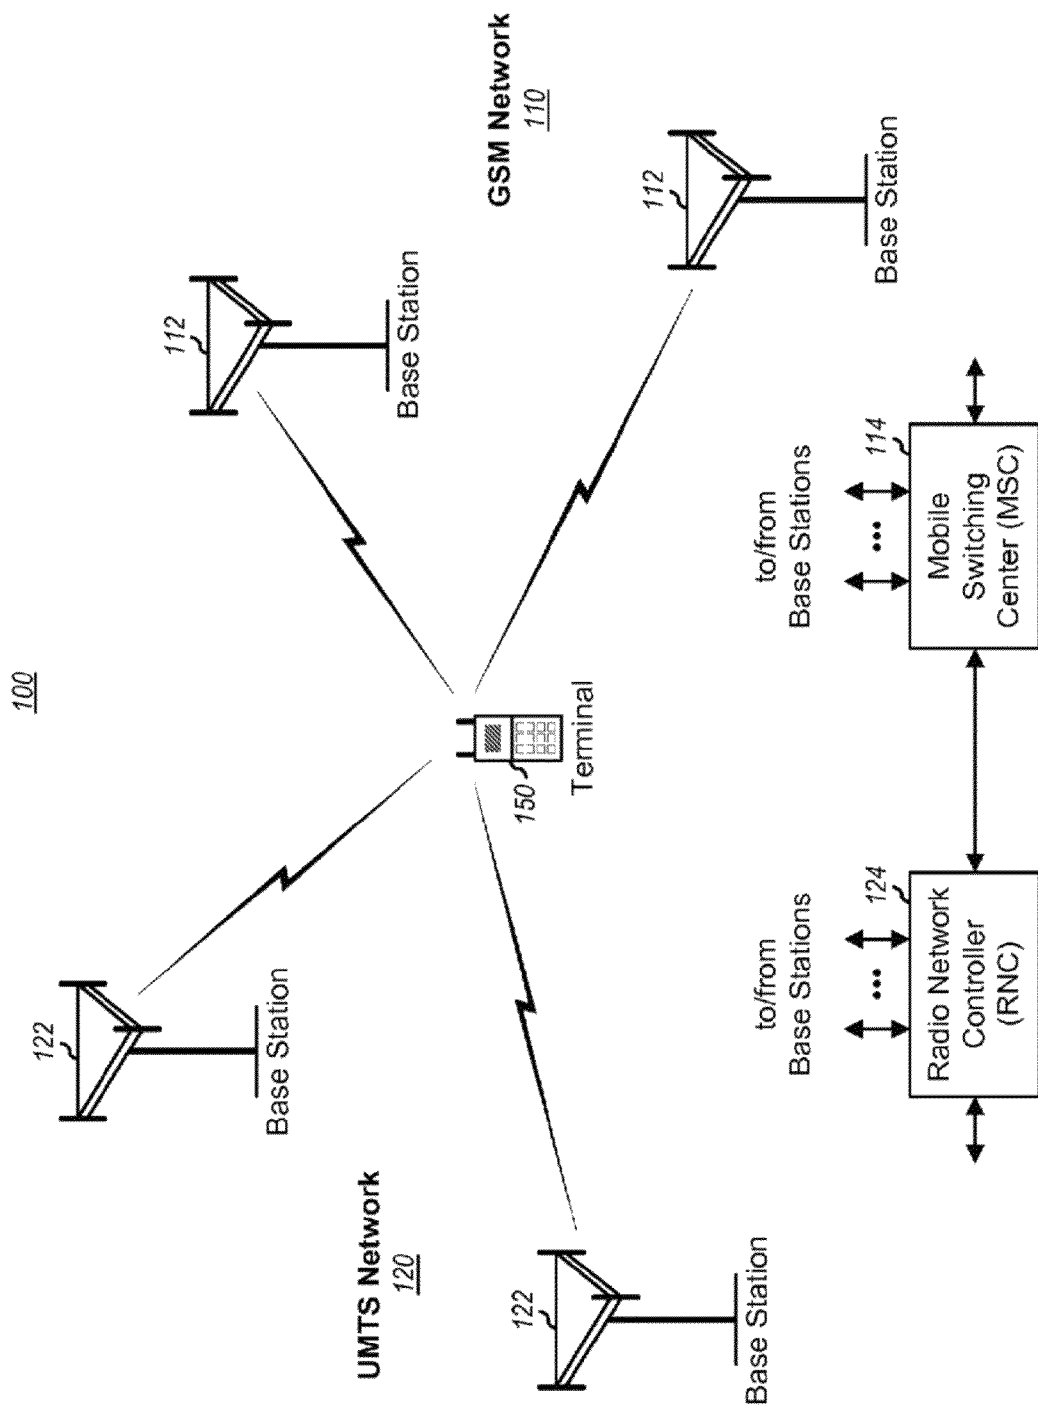 100
122
Base Station
112
Base Station
UMTS Network
120
GSM Network
110
122
Base Station
150
Terminal
112
Base Station
to/from
Base Stations
...
124
Radio Network
Controller
(RNC)
to/from
Base Stations
...
114
Mobile
Switching
Center (MSC)